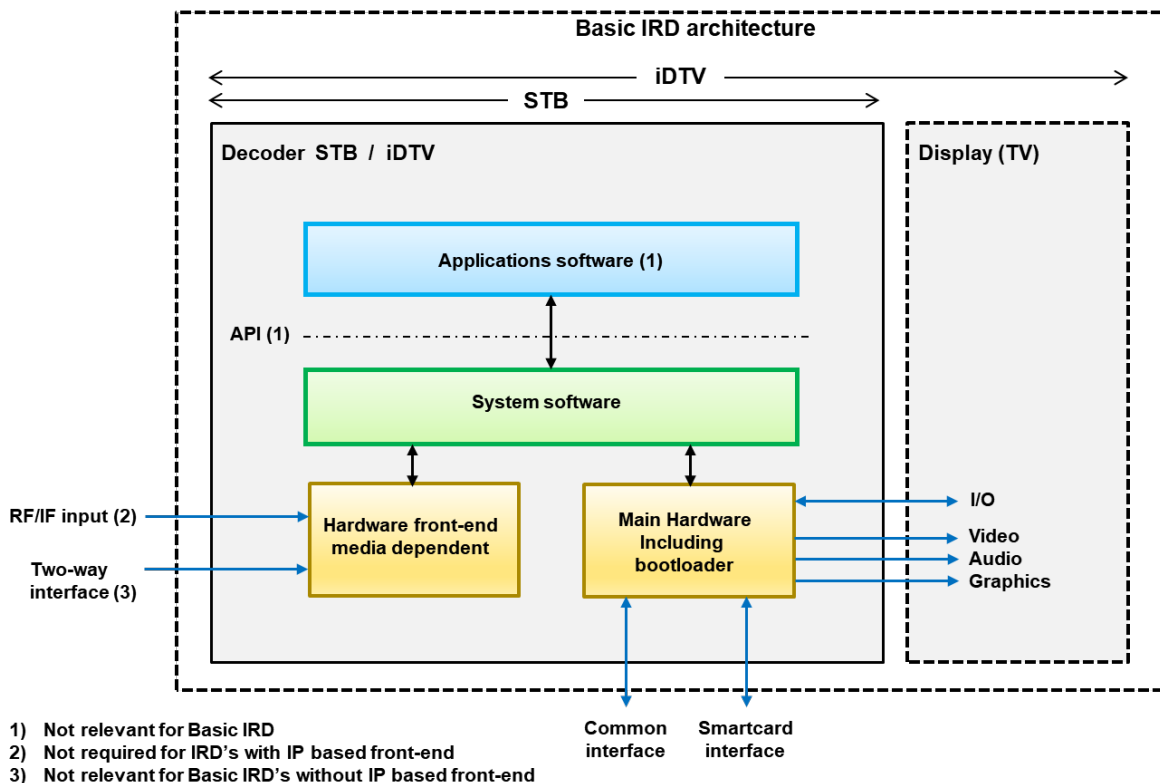 Basic IRD architecture
iDTV
STB
Decoder STB / iDTV
Display (TV)
Applications software (1)
API (1)
System software
RF/IF input (2)
Two-way
interface (3)
Hardware front-end
media dependent
Main Hardware
Including
bootloader
I/O
Video
Audio
Graphics
Common
interface
Smartcard
interface
1) Not relevant for Basic IRD
2) Not required for IRD's with IP based front-end
3) Not relevant for Basic IRD's without IP based front-end